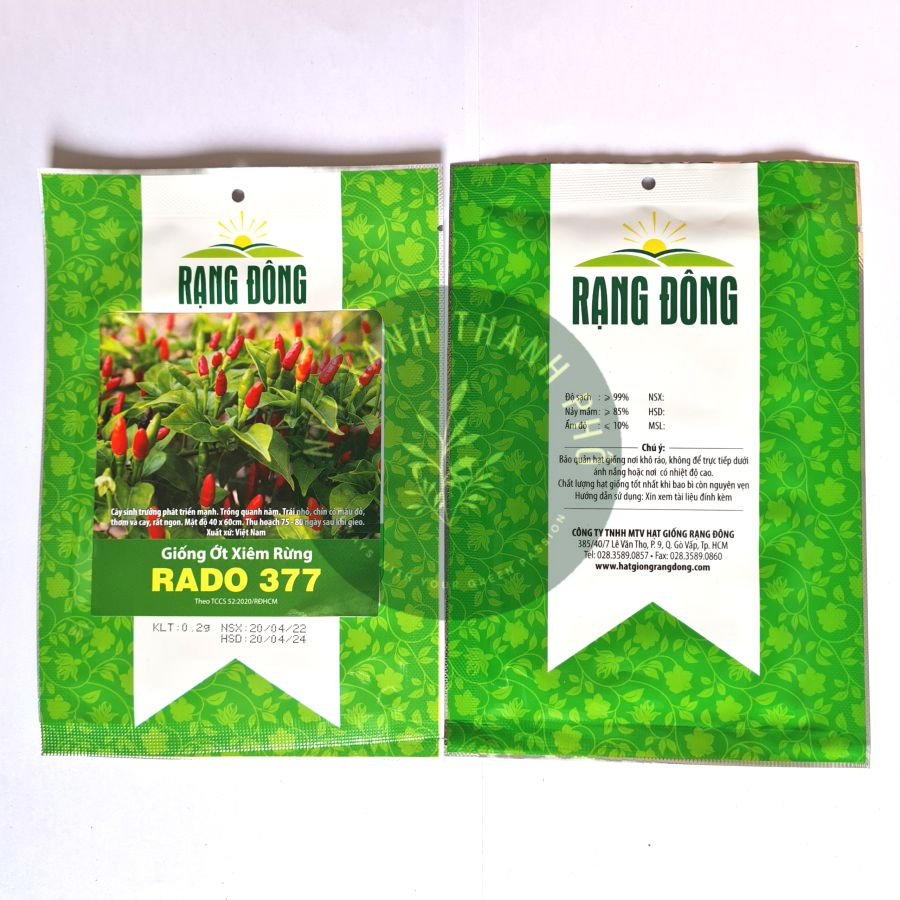 RẠNG ĐÔNG
Cây sinh trưởng phát triển mạnh. Trồng quanh năm. Trái nhỏ, chín có màu đỏ,
thơm và cay, rất ngon. Mật độ 40 x 60cm. Thu hoạch 75 - 80 ngày sau khi gieo.
Xuất xứ: Việt Nam
Giống Ớt Xiêm Rừng
RADO 377
Theo TCCS 52:2020/RĐHCM
KLT:0,2g NSX:20/04/22
HSD:20/04/24
RẠNG ĐÔNG
Độ sạch : ⩾ 99% NSX:
Nảy mầm: ⩾ 85% HSD:
Ẩm độ: ⩽ 10% MSL:
Chú ý:
Bảo quản hạt giống nơi khô ráo, không để trực tiếp dưới
ánh nắng hoặc nơi có nhiệt độ cao.
Chất lượng hạt giống tốt nhất khi bao bì còn nguyên vẹn
Hướng dẫn sử dụng: Xin xem tài liệu đính kèm
CÔNG TY TNHH MTV HẠT GIỐNG RẠNG ĐÔNG
385/40/7 Lê Văn Thọ, P. 9, Q. Gò Vấp, Tp. HCM
Tel: 028.3589.0857 • Fax: 028.3589.0860
www.hatgiongrangdong.com
ANH THÀNH PHỐ
YOUR GREEN